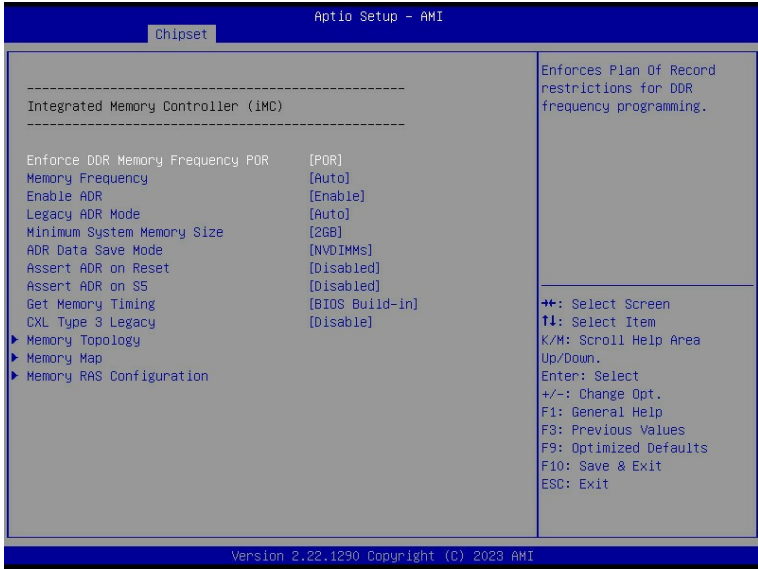 Aptio Setup – AMI
Chipset
------------------------------------------------
Integrated Memory Controller (iMC)
------------------------------------------------
Enforce DDR Memory Frequency POR [POR]
Memory Frequency [Auto]
Enable ADR [Enable]
Legacy ADR Mode [Auto]
Minimum System Memory Size [2GB]
ADR Data Save Mode [NVDIMMs]
Assert ADR on Reset [Disabled]
Assert ADR on S5 [Disabled]
Get Memory Timing [BIOS Build-in]
CXL Type 3 Legacy [Disable]
Memory Topology
Memory Map
Memory RAS Configuration
Enforces Plan Of Record
restrictions for DDR
frequency programming.
→←: Select Screen
↑↓: Select Item
K/M: Scroll Help Area
Up/Down.
Enter: Select
+/-: Change Opt.
F1: General Help
F3: Previous Values
F9: Optimized Defaults
F10: Save & Exit
ESC: Exit
Version 2.22.1290 Copyright (C) 2023 AMI